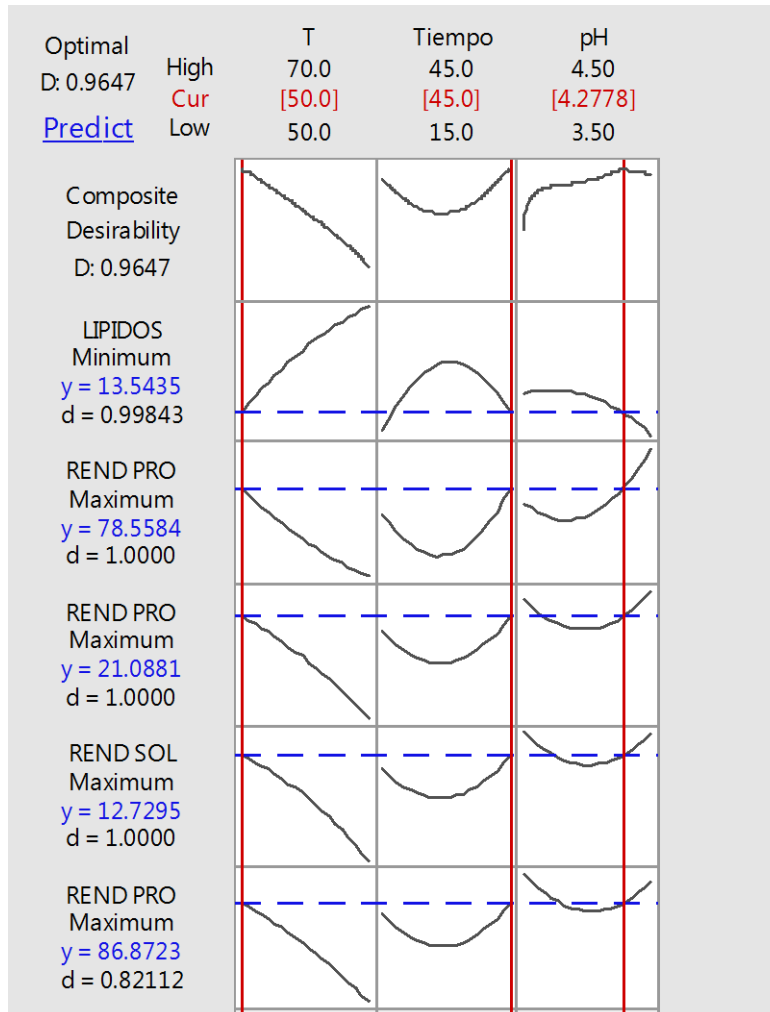 Optimal
D: 0.9647
Predict
High
Cur
Low
T
70.0
[50.0]
50.0
Tiempo
45.0
[45.0]
15.0
pH
4.50
[4.2778]
3.50
Composite
Desirability
D: 0.9647
LIPIDOS
Minimum
y = 13.5435
d = 0.99843
REND PRO
Maximum
y = 78.5584
d = 1.0000
REND PRO
Maximum
y = 21.0881
d = 1.0000
REND SOL
Maximum
y = 12.7295
d = 1.0000
REND PRO
Maximum
y = 86.8723
d = 0.82112